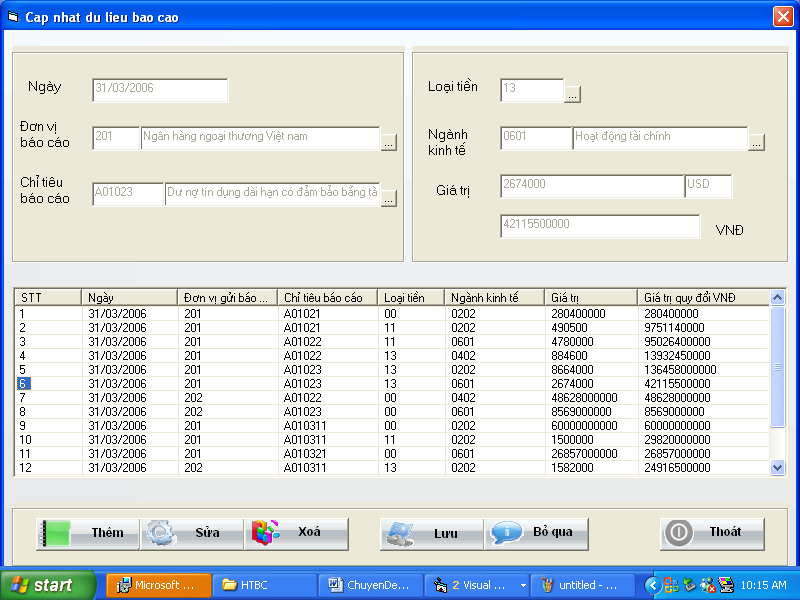 Cap nhat du lieu bao cao
Ngày 31/03/2006
Đơn vị báo cáo 201 Ngân hàng ngoại thương Việt nam ...
Chỉ tiêu báo cáo A01023 Dư nợ tín dụng dài hạn có đảm bảo bằng tà ...
Loại tiền 13 ...
Ngành kinh tế 0601 Hoạt động tài chính ...
Giá trị 2674000 USD
42115500000 VNĐ
STT Ngày Đơn vị gửi báo ... Chỉ tiêu báo cáo Loại tiền Ngành kinh tế Giá trị Giá trị quy đổi VNĐ
1 31/03/2006 201 A01021 00 0202 280400000 280400000
2 31/03/2006 201 A01021 11 0202 490500 9751140000
3 31/03/2006 201 A01022 11 0601 4780000 95026400000
4 31/03/2006 201 A01022 13 0402 884600 13932450000
5 31/03/2006 201 A01023 13 0202 8664000 136458000000
6 31/03/2006 201 A01023 13 0601 2674000 42115500000
7 31/03/2006 202 A01022 00 0402 48628000000 48628000000
8 31/03/2006 202 A01023 00 0601 8569000000 8569000000
9 31/03/2006 201 A010311 00 0202 60000000000 60000000000
10 31/03/2006 201 A010311 11 0202 1500000 29820000000
11 31/03/2006 201 A010321 00 0601 26857000000 26857000000
12 31/03/2006 202 A010311 13 0202 1582000 24916500000
Thêm Sửa Xoá Lưu Bỏ qua Thoát
start Microsoft ... HTBC ChuyenDe... 2 Visual ... untitled - ... 10:15 AM